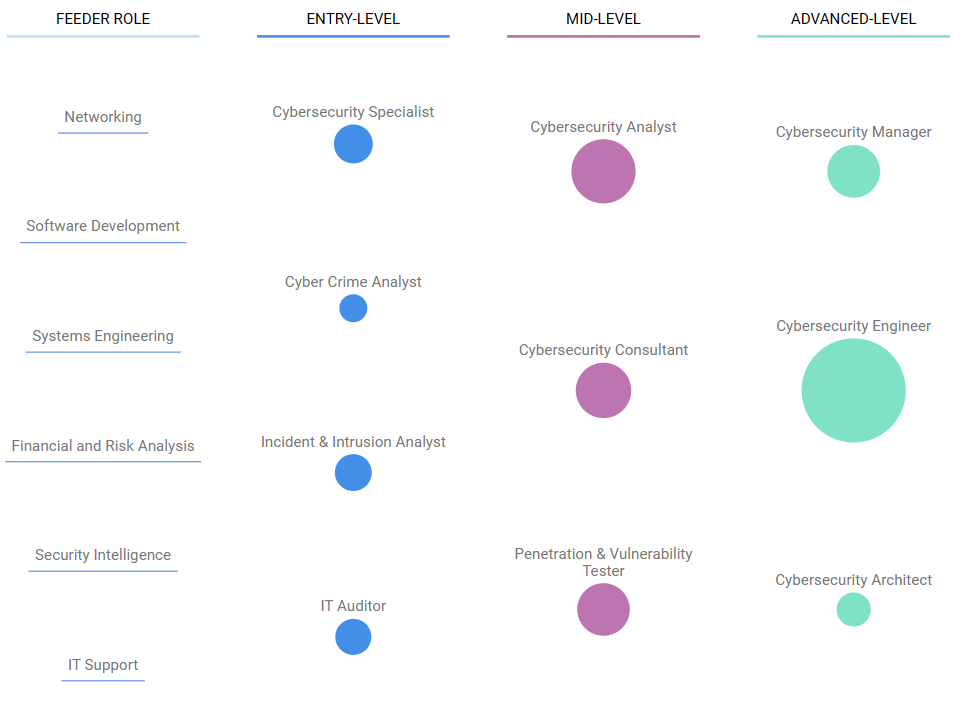 FEEDER ROLE
ENTRY-LEVEL
MID-LEVEL
ADVANCED-LEVEL
Networking
Software Development
Systems Engineering
Financial and Risk Analysis
Security Intelligence
IT Support
Cybersecurity Specialist
Cyber Crime Analyst
Incident & Intrusion Analyst
IT Auditor
Cybersecurity Analyst
Cybersecurity Consultant
Penetration & Vulnerability
Tester
Cybersecurity Manager
Cybersecurity Engineer
Cybersecurity Architect